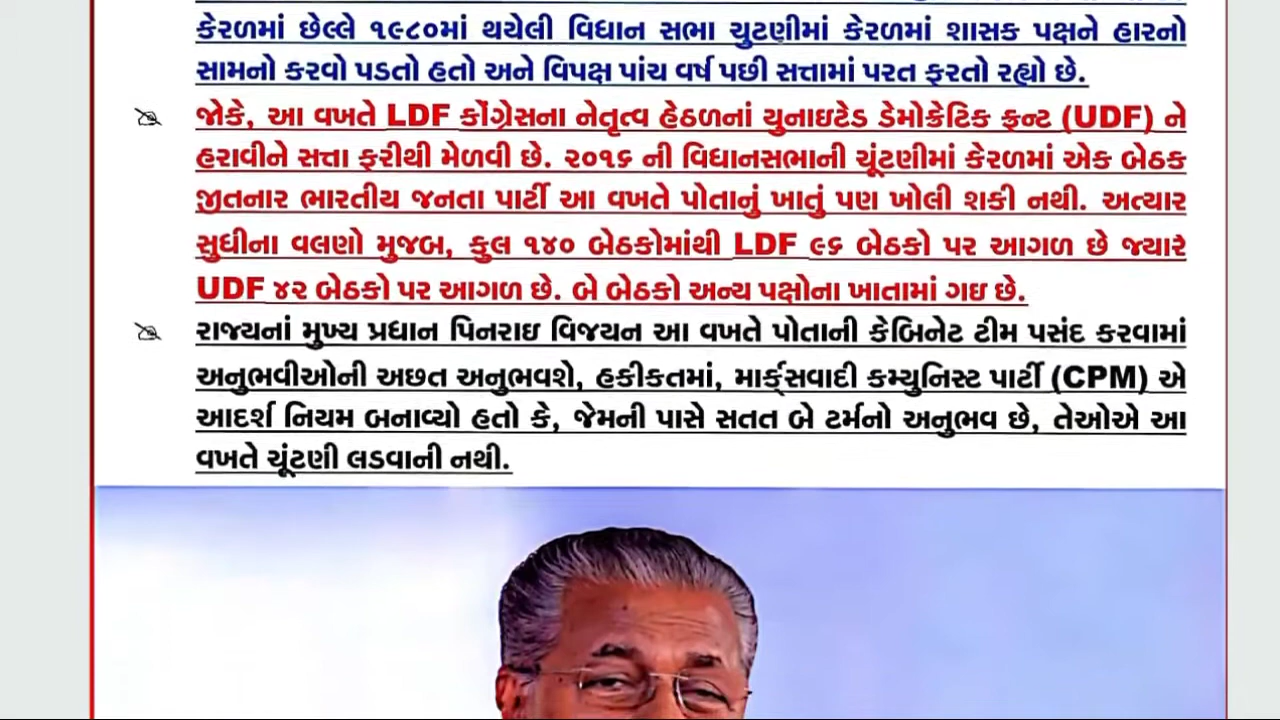 કેરળમાં છેલ્લે ૧૯૮૦માં થયેલી વિધાન સભા ચુટણીમાં કેરળમાં શાસક પક્ષને હારનો
સામનો કરવો પડતો હતો અને વિપક્ષ પાંચ વર્ષ પછી સત્તામાં પરત ફરતો રહ્યો છે.
જોકે, આ વખતે LDF કોંગ્રેસના નેતૃત્વ હેઠળનાં યુનાઇટેડ ડેમોક્રેટિક ફ્રન્ટ (UDF) ને
હરાવીને સત્તા ફરીથી મેળવી છે. ૨૦૧૬ ની વિધાનસભાની ચૂંટણીમાં કેરળમાં એક બેઠક
જીતનાર ભારતીય જનતા પાર્ટી આ વખતે પોતાનું ખાતું પણ ખોલી શકી નથી. અત્યાર
સુધીના વલણો મુજબ, કુલ ૧૪૦ બેઠકોમાંથી LDF ૯૬ બેઠકો પર આગળ છે જ્યારે
UDF ૪૨ બેઠકો પર આગળ છે. બે બેઠકો અન્ય પક્ષોના ખાતામાં ગઇ છે.
રાજ્યનાં મુખ્ય પ્રધાન પિનરાઇ વિજયન આ વખતે પોતાની કેબિનેટ ટીમ પસંદ કરવામાં
અનુભવીઓની અછત અનુભવશે, હકીકતમાં, માર્ક્સવાદી કમ્યુનિસ્ટ પાર્ટી (CPM) એ
આદર્શ નિયમ બનાવ્યો હતો કે, જેમની પાસે સતત બે ટર્મનો અનુભવ છે, તેઓએ આ
વખતે ચૂંટણી લડવાની નથી.